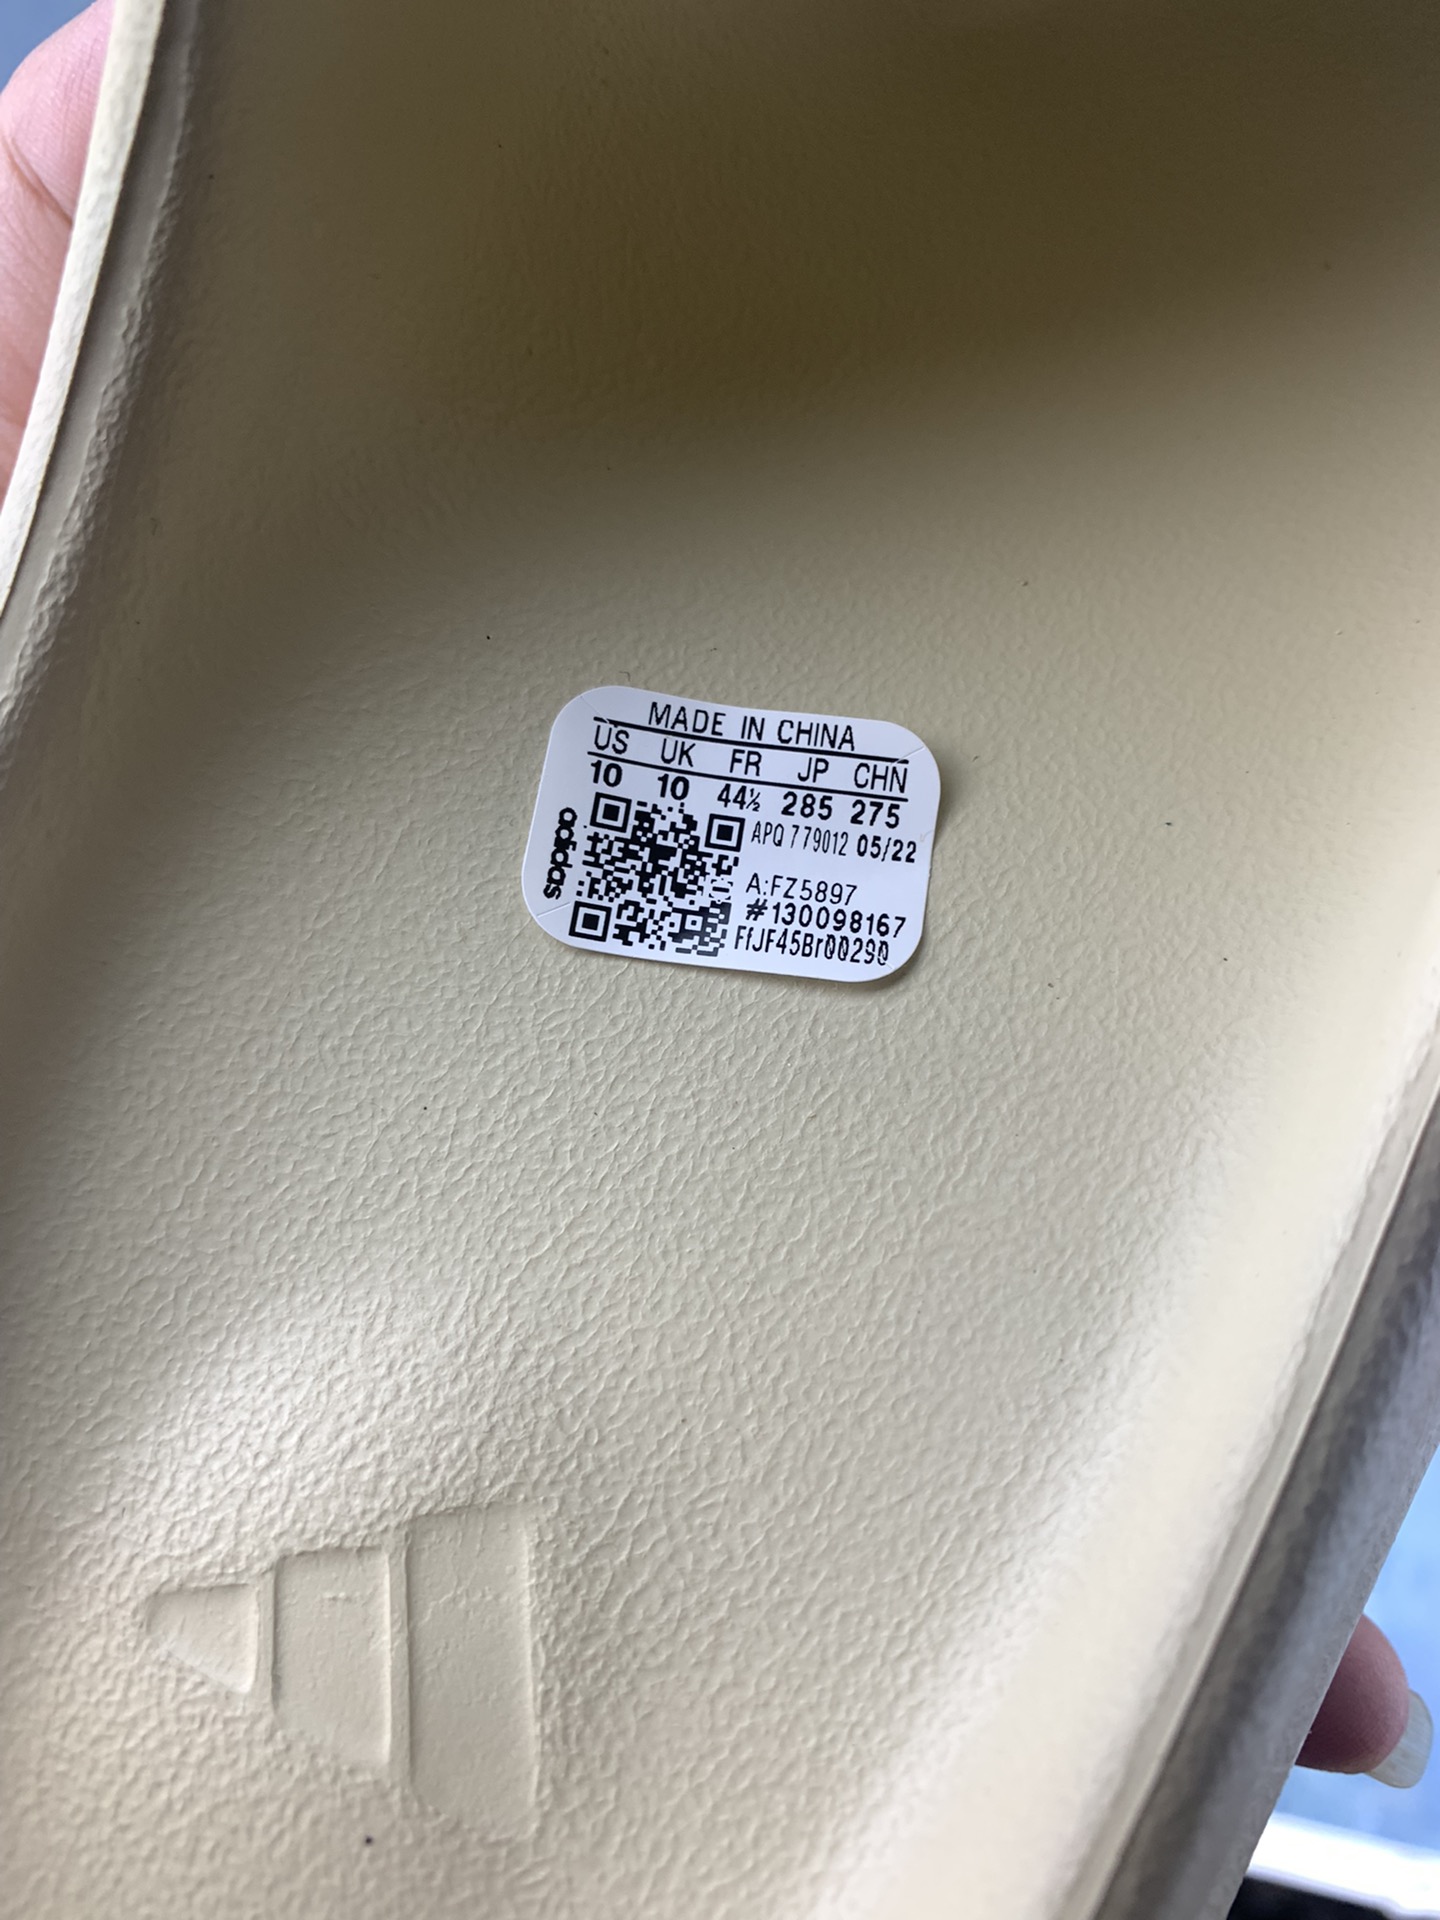 MADE IN CHINA
US UK FR JP CHN
10 10 44½ 285 275
adidas
APQ 779012 05/22
A:FZ5897
#130098167
FfJF45Br00290